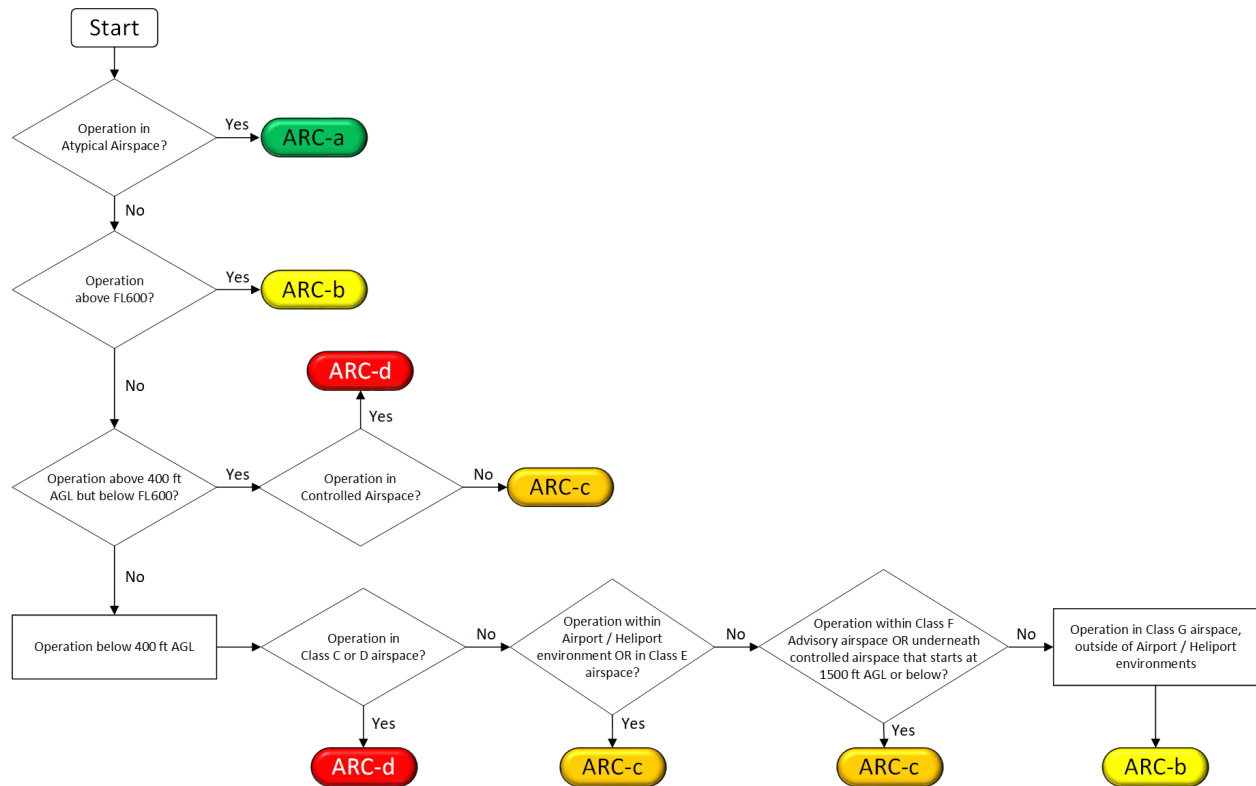 Start
Operation in
Atypical Airspace?
Yes
ARC-a
No
Operation
above FL600?
Yes
ARC-b
No
ARC-d
Yes
Operation above 400 ft
AGL but below FL600?
Yes
Operation in
Controlled Airspace?
No
ARC-c
No
Operation below 400 ft AGL
Operation in
Class C or D airspace?
No
Operation within
Airport / Heliport
environment OR in Class E
airspace?
No
Operation within Class F
Advisory airspace OR underneath
controlled airspace that starts at
1500 ft AGL or below?
No
Operation in Class G airspace,
outside of Airport / Heliport
environments
Yes
Yes
Yes
ARC-d
ARC-c
ARC-c
ARC-b